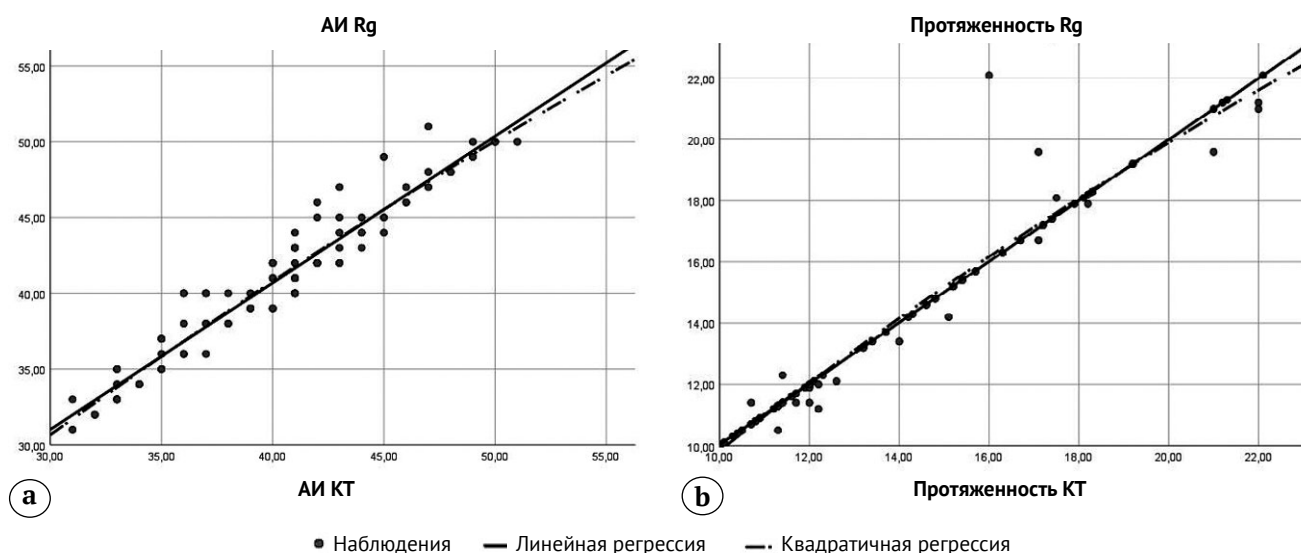 АИ Rg
55,00
50,00
45,00
40,00
35,00
30,00
30,00 35,00 40,00 45,00 50,00 55,00
a
АИ КТ
Протяженность Rg
22,00
20,00
18,00
16,00
14,00
12,00
10,00
10,00 12,00 14,00 16,00 18,00 20,00 22,00
b
Протяженность КТ
Наблюдения Линейная регрессия Квадратичная регрессия